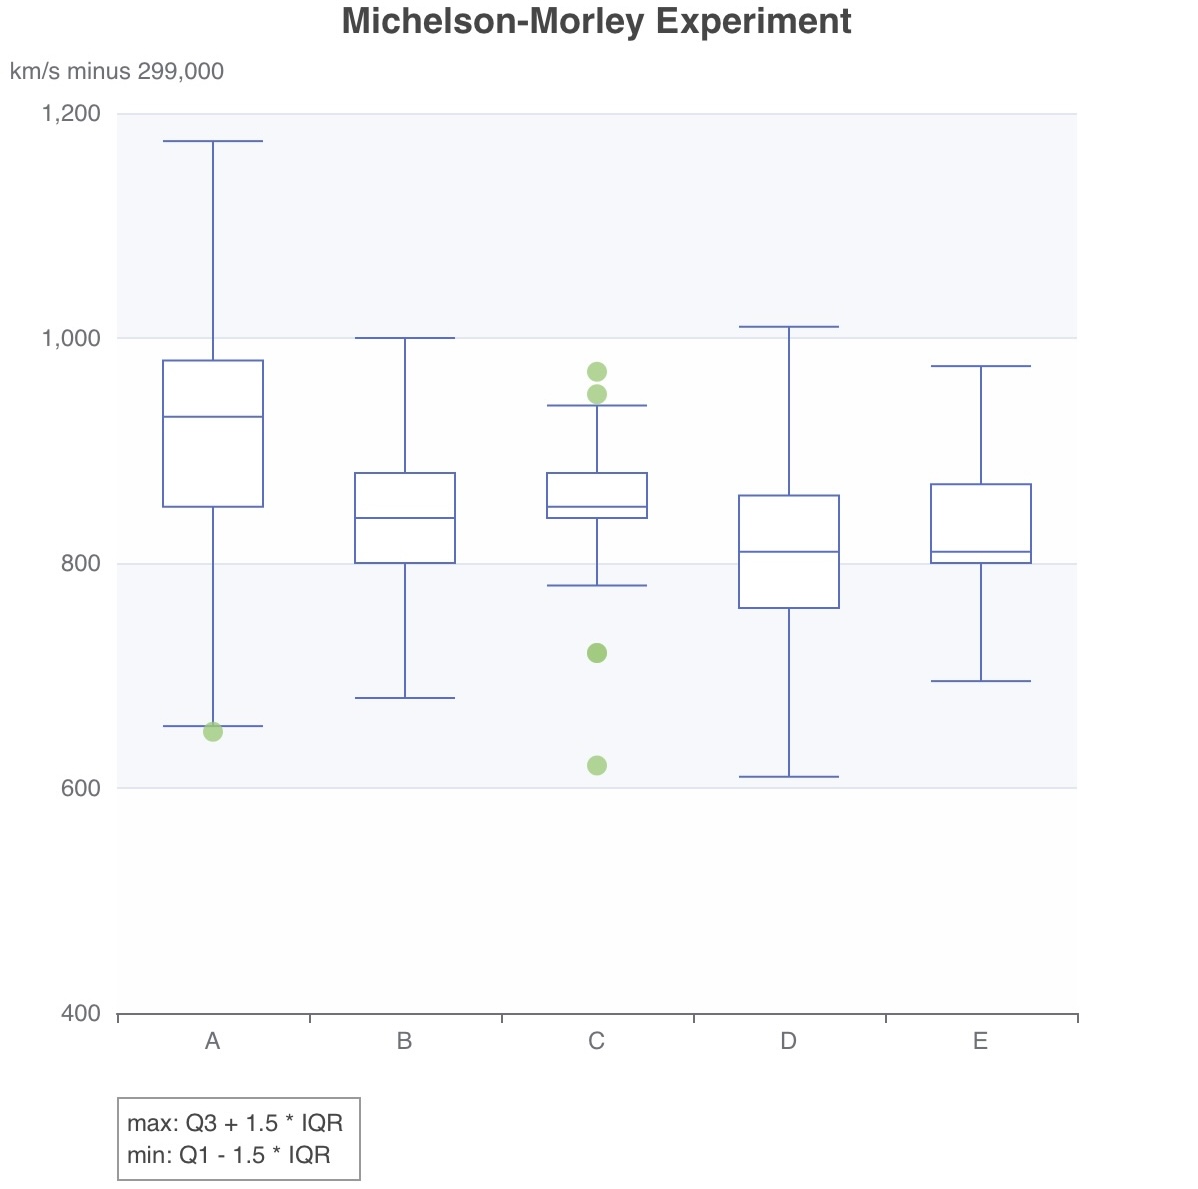 Michelson-Morley Experiment
km/s minus 299,000
1,200
1,000
800
600
400
A B C D E
max: Q3 + 1.5 * IQR
min: Q1 - 1.5 * IQR